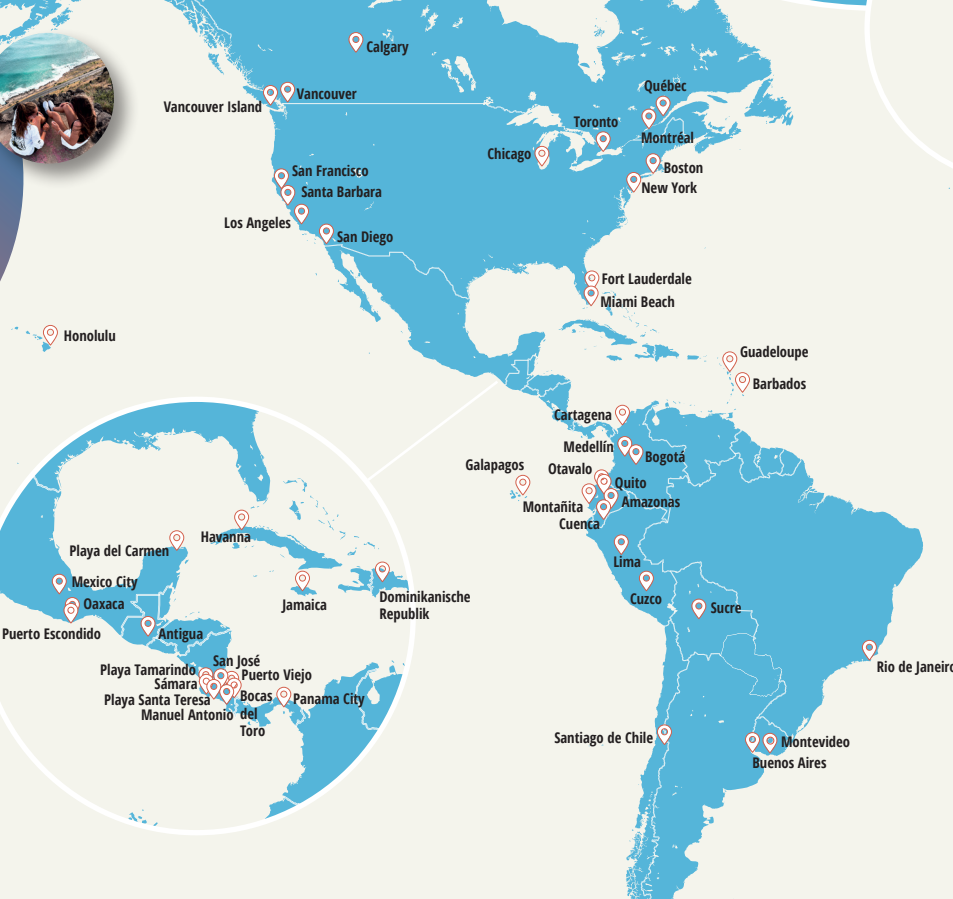 Calgary
Vancouver
Vancouver Island
Québec
Toronto
Montréal
Chicago
Boston
New York
San Francisco
Santa Barbara
Los Angeles
San Diego
Fort Lauderdale
Miami Beach
Honolulu
Guadeloupe
Barbados
Cartagena
Medellín
Bogotá
Galapagos
Otavalo
Quito
Amazonas
Montañita
Cuenca
Lima
Cuzco
Sucre
Rio de Janeiro
Santiago de Chile
Montevideo
Buenos Aires
Havanna
Playa del Carmen
Mexico City
Oaxaca
Puerto Escondido
Jamaica
Dominikanische
Republik
Antigua
San José
Playa Tamarindo
Puerto Viejo
Sámara
Playa Santa Teresa
Manuel Antonio
Bocas
del
Toro
Panama City